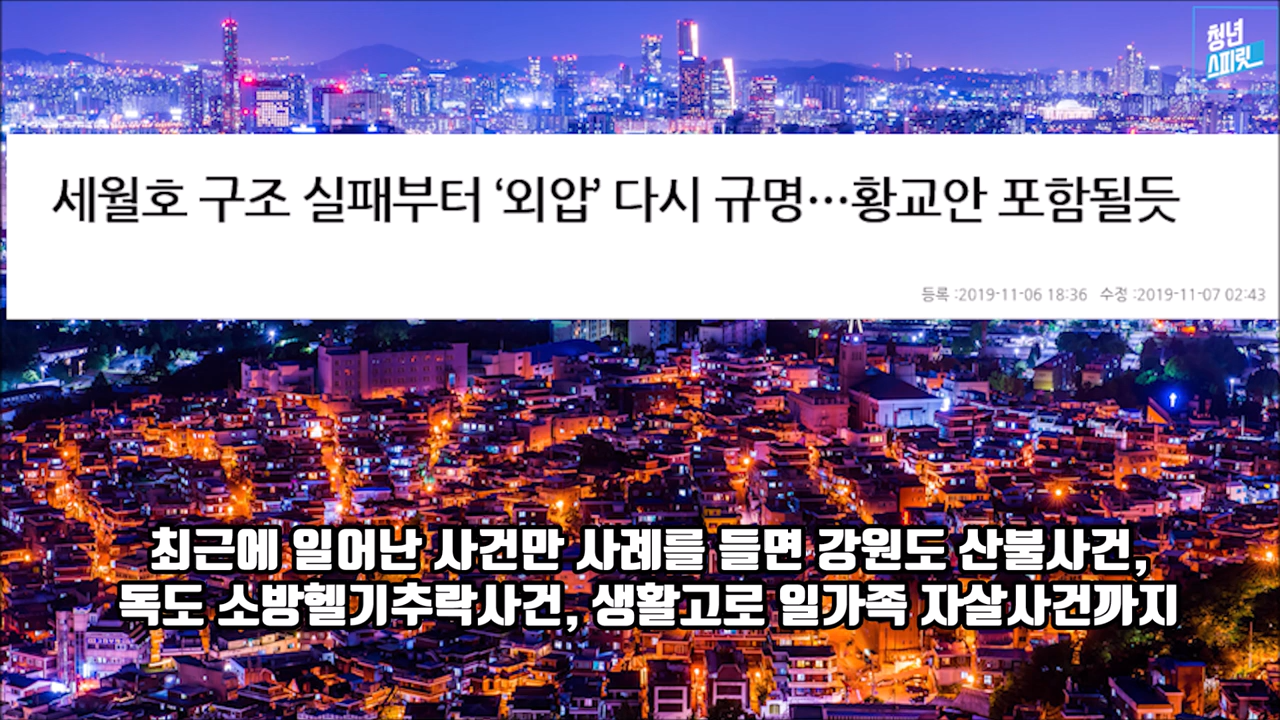 청년
스피릿
세월호 구조 실패부터 ‘외압’ 다시 규명…황교안 포함될듯
등록 :2019-11-06 18:36 수정 :2019-11-07 02:43
최근에 일어난 사건만 사례를 들면 강원도 산불사건,
독도 소방헬기추락사건, 생활고로 일가족 자살사건까지